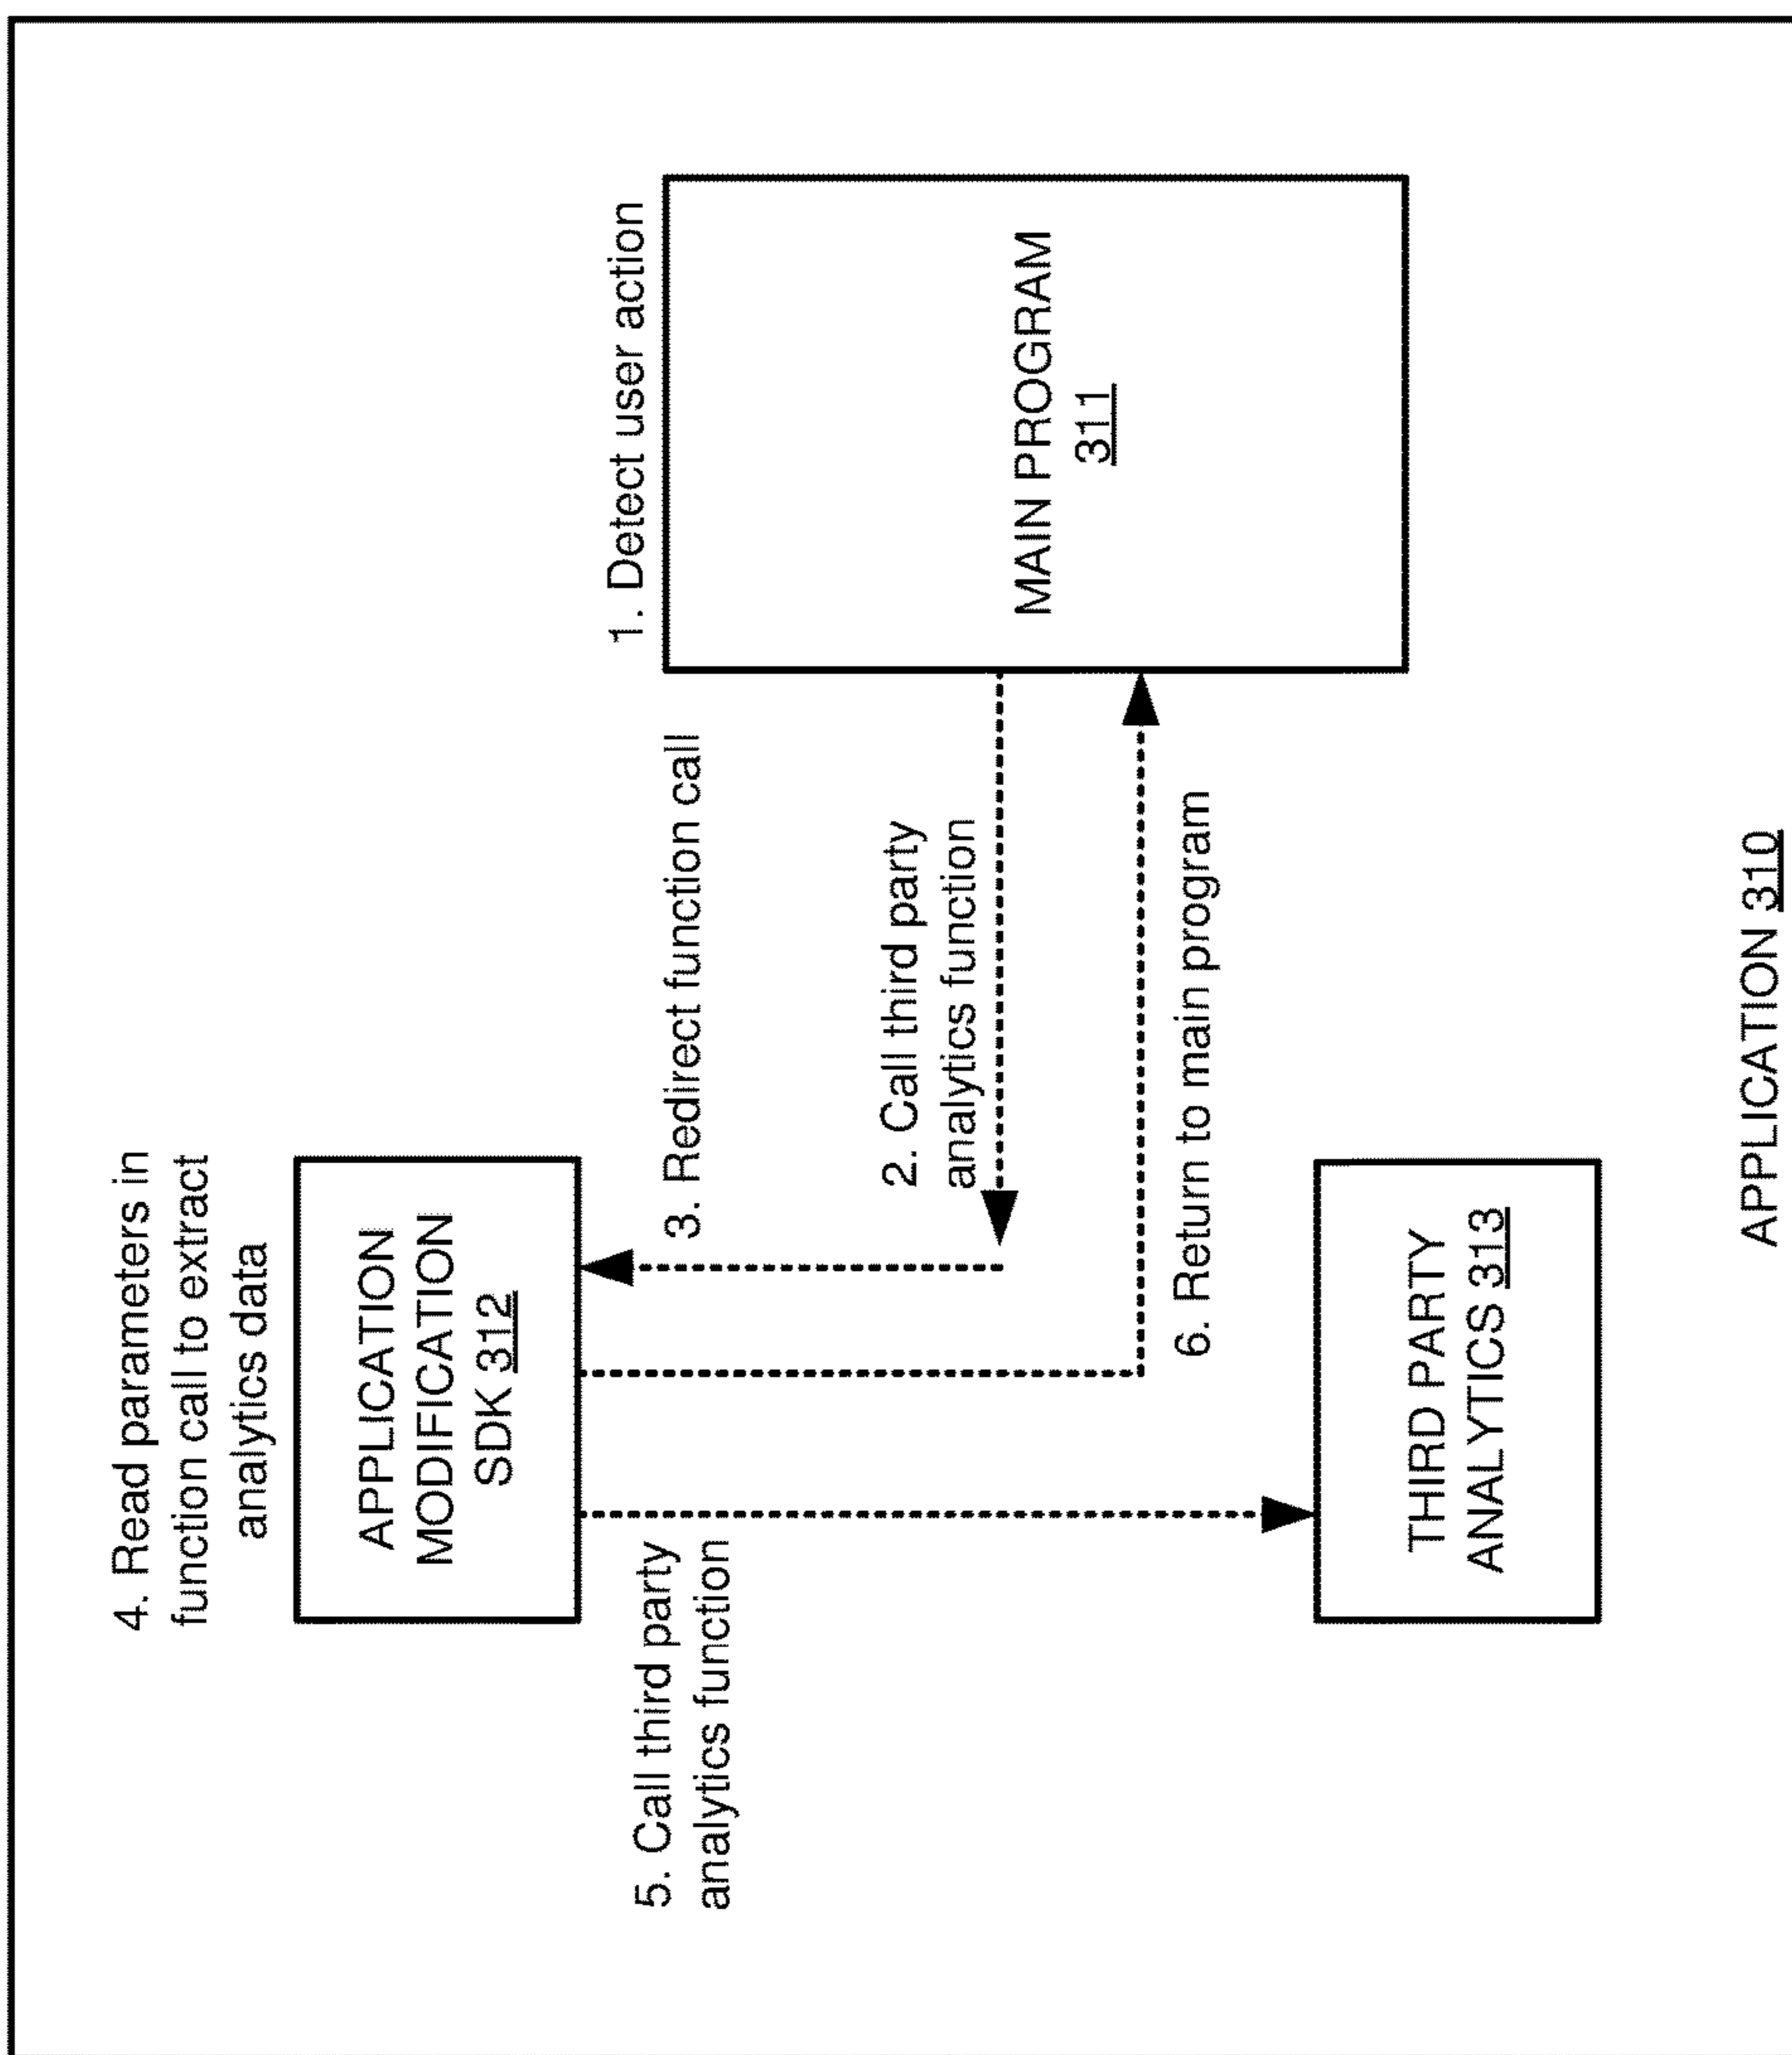 4. Read parameters in
function call to extract
analytics data
APPLICATION
MODIFICATION
SDK 312
1. Detect user action
3. Redirect function call
5. Call third party
analytics function
2. Call third party
analytics function
MAIN PROGRAM
311
6. Return to main program
THIRD PARTY
ANALYTICS 313
APPLICATION 310